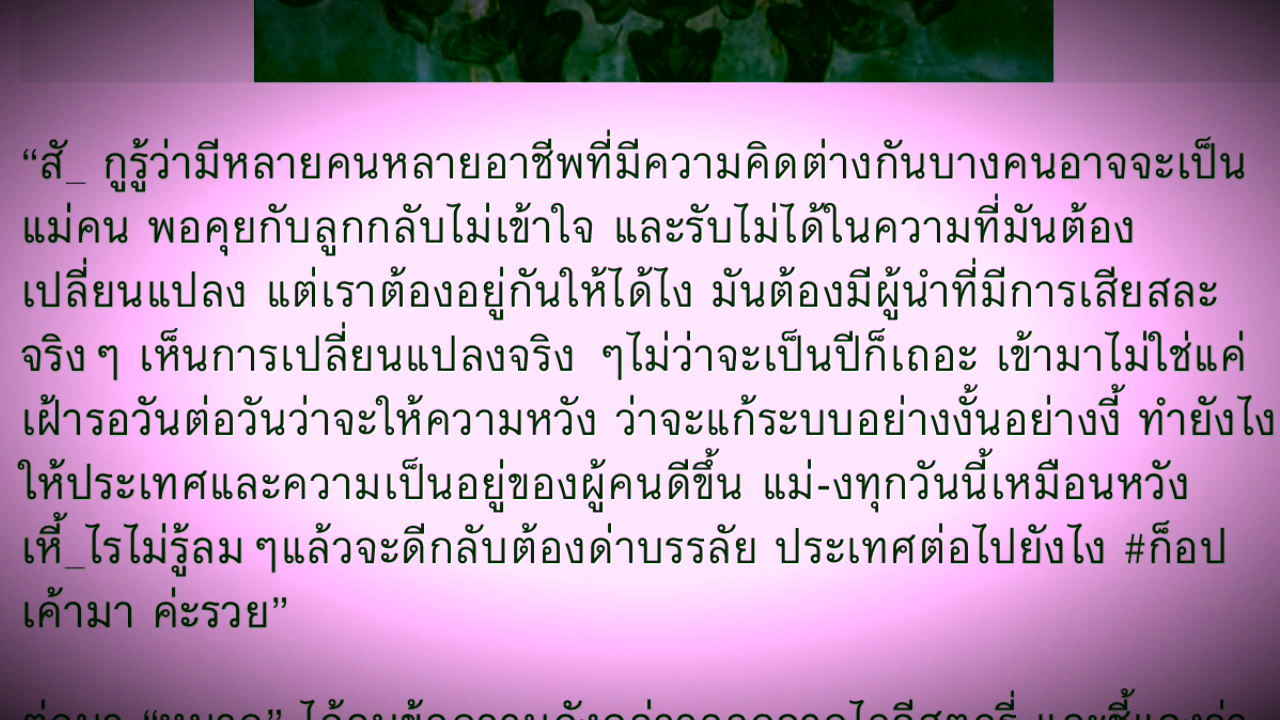 “สั_ กูรู้ว่ามีหลายคนหลายอาชีพที่มีความคิดต่างกันบางคนอาจจะเป็น
แม่คน พอคุยกับลูกกลับไม่เข้าใจ และรับไม่ได้ในความที่มันต้อง
เปลี่ยนแปลง แต่เราต้องอยู่กันให้ได้ไง มันต้องมีผู้นำที่มีการเสียสละ
จริง ๆ เห็นการเปลี่ยนแปลงจริง ๆไม่ว่าจะเป็นปีก็เถอะ เข้ามาไม่ใช่แค่
เฝ้ารอวันต่อวันว่าจะให้ความหวัง ว่าจะแก้ระบบอย่างงั้นอย่างงี้ ทำยังไง
ให้ประเทศและความเป็นอยู่ของผู้คนดีขึ้น แม่-งทุกวันนี้เหมือนหวัง
เหี้_ไรไม่รู้ลม ๆแล้วจะดีกลับต้องด่าบรรลัย ประเทศต่อไปยังไง #ก็อป
เค้ามา ค่ะรวย”